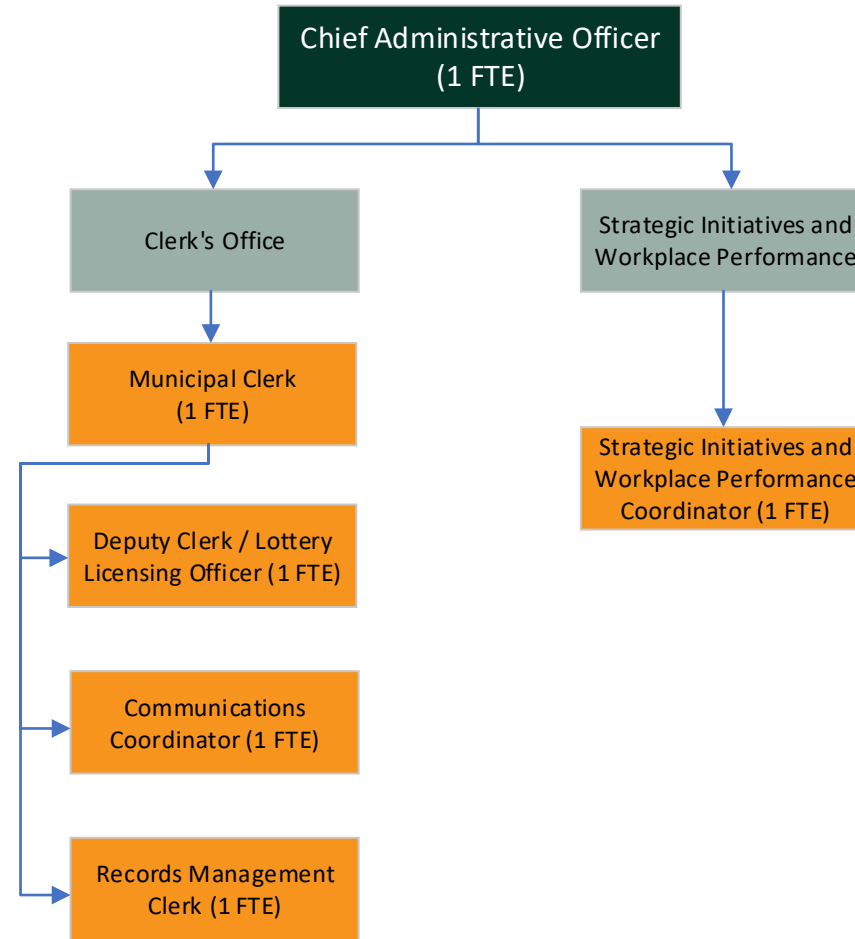 Chief Administrative Officer
(1 FTE)
Clerk's Office
Strategic Initiatives and
Workplace Performance
Municipal Clerk
(1 FTE)
Strategic Initiatives and
Workplace Performance
Coordinator (1 FTE)
Deputy Clerk / Lottery
Licensing Officer (1 FTE)
Communications
Coordinator (1 FTE)
Records Management
Clerk (1 FTE)